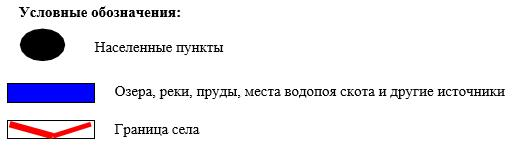 Условные обозначения:
Населенные пункты
Озера, реки, пруды, места водопоя скота и другие источники
Граница села